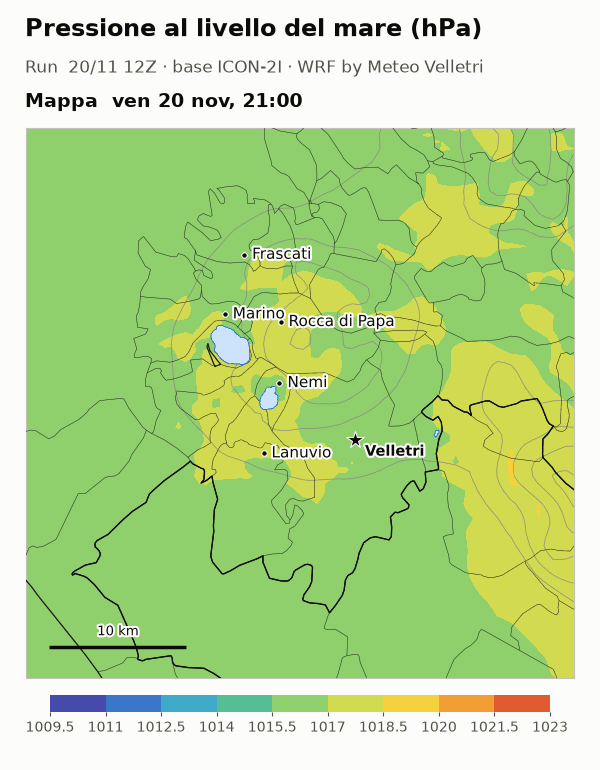 Pressione al livello del mare (hPa)
Run  20/11 12Z · base ICON-2I · WRF by Meteo Velletri
Mappa  ven 20 nov, 21:00
Frascati
Marino
Rocca di Papa
Nemi
Velletri
Lanuvio
10 km
1009.5 1011 1012.5 1014 1015.5 1017 1018.5 1020 1021.5 1023